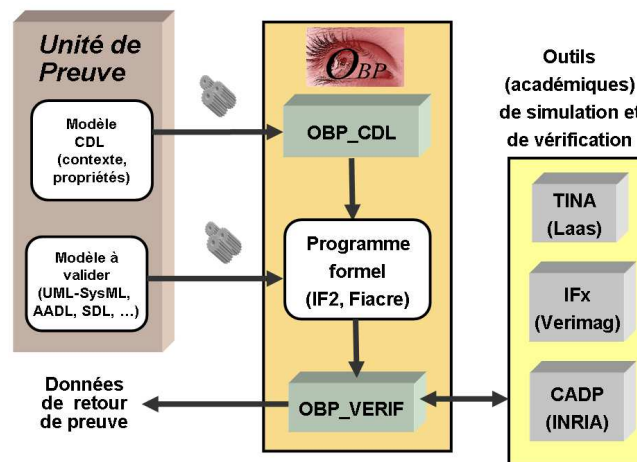 Unité de
Preuve
Modèle
CDL
(contexte,
propriétés)
Modèle à
valider
(UML-SysML,
AADL, SDL, …)
Données
de retour
de preuve
OBP
OBP_CDL
Programme
formel
(IF2, Fiacre)
OBP_VERIF
Outils
(académiques)
de simulation et
de vérification
TINA
(Laas)
IFx
(Verimag)
CADP
(INRIA)